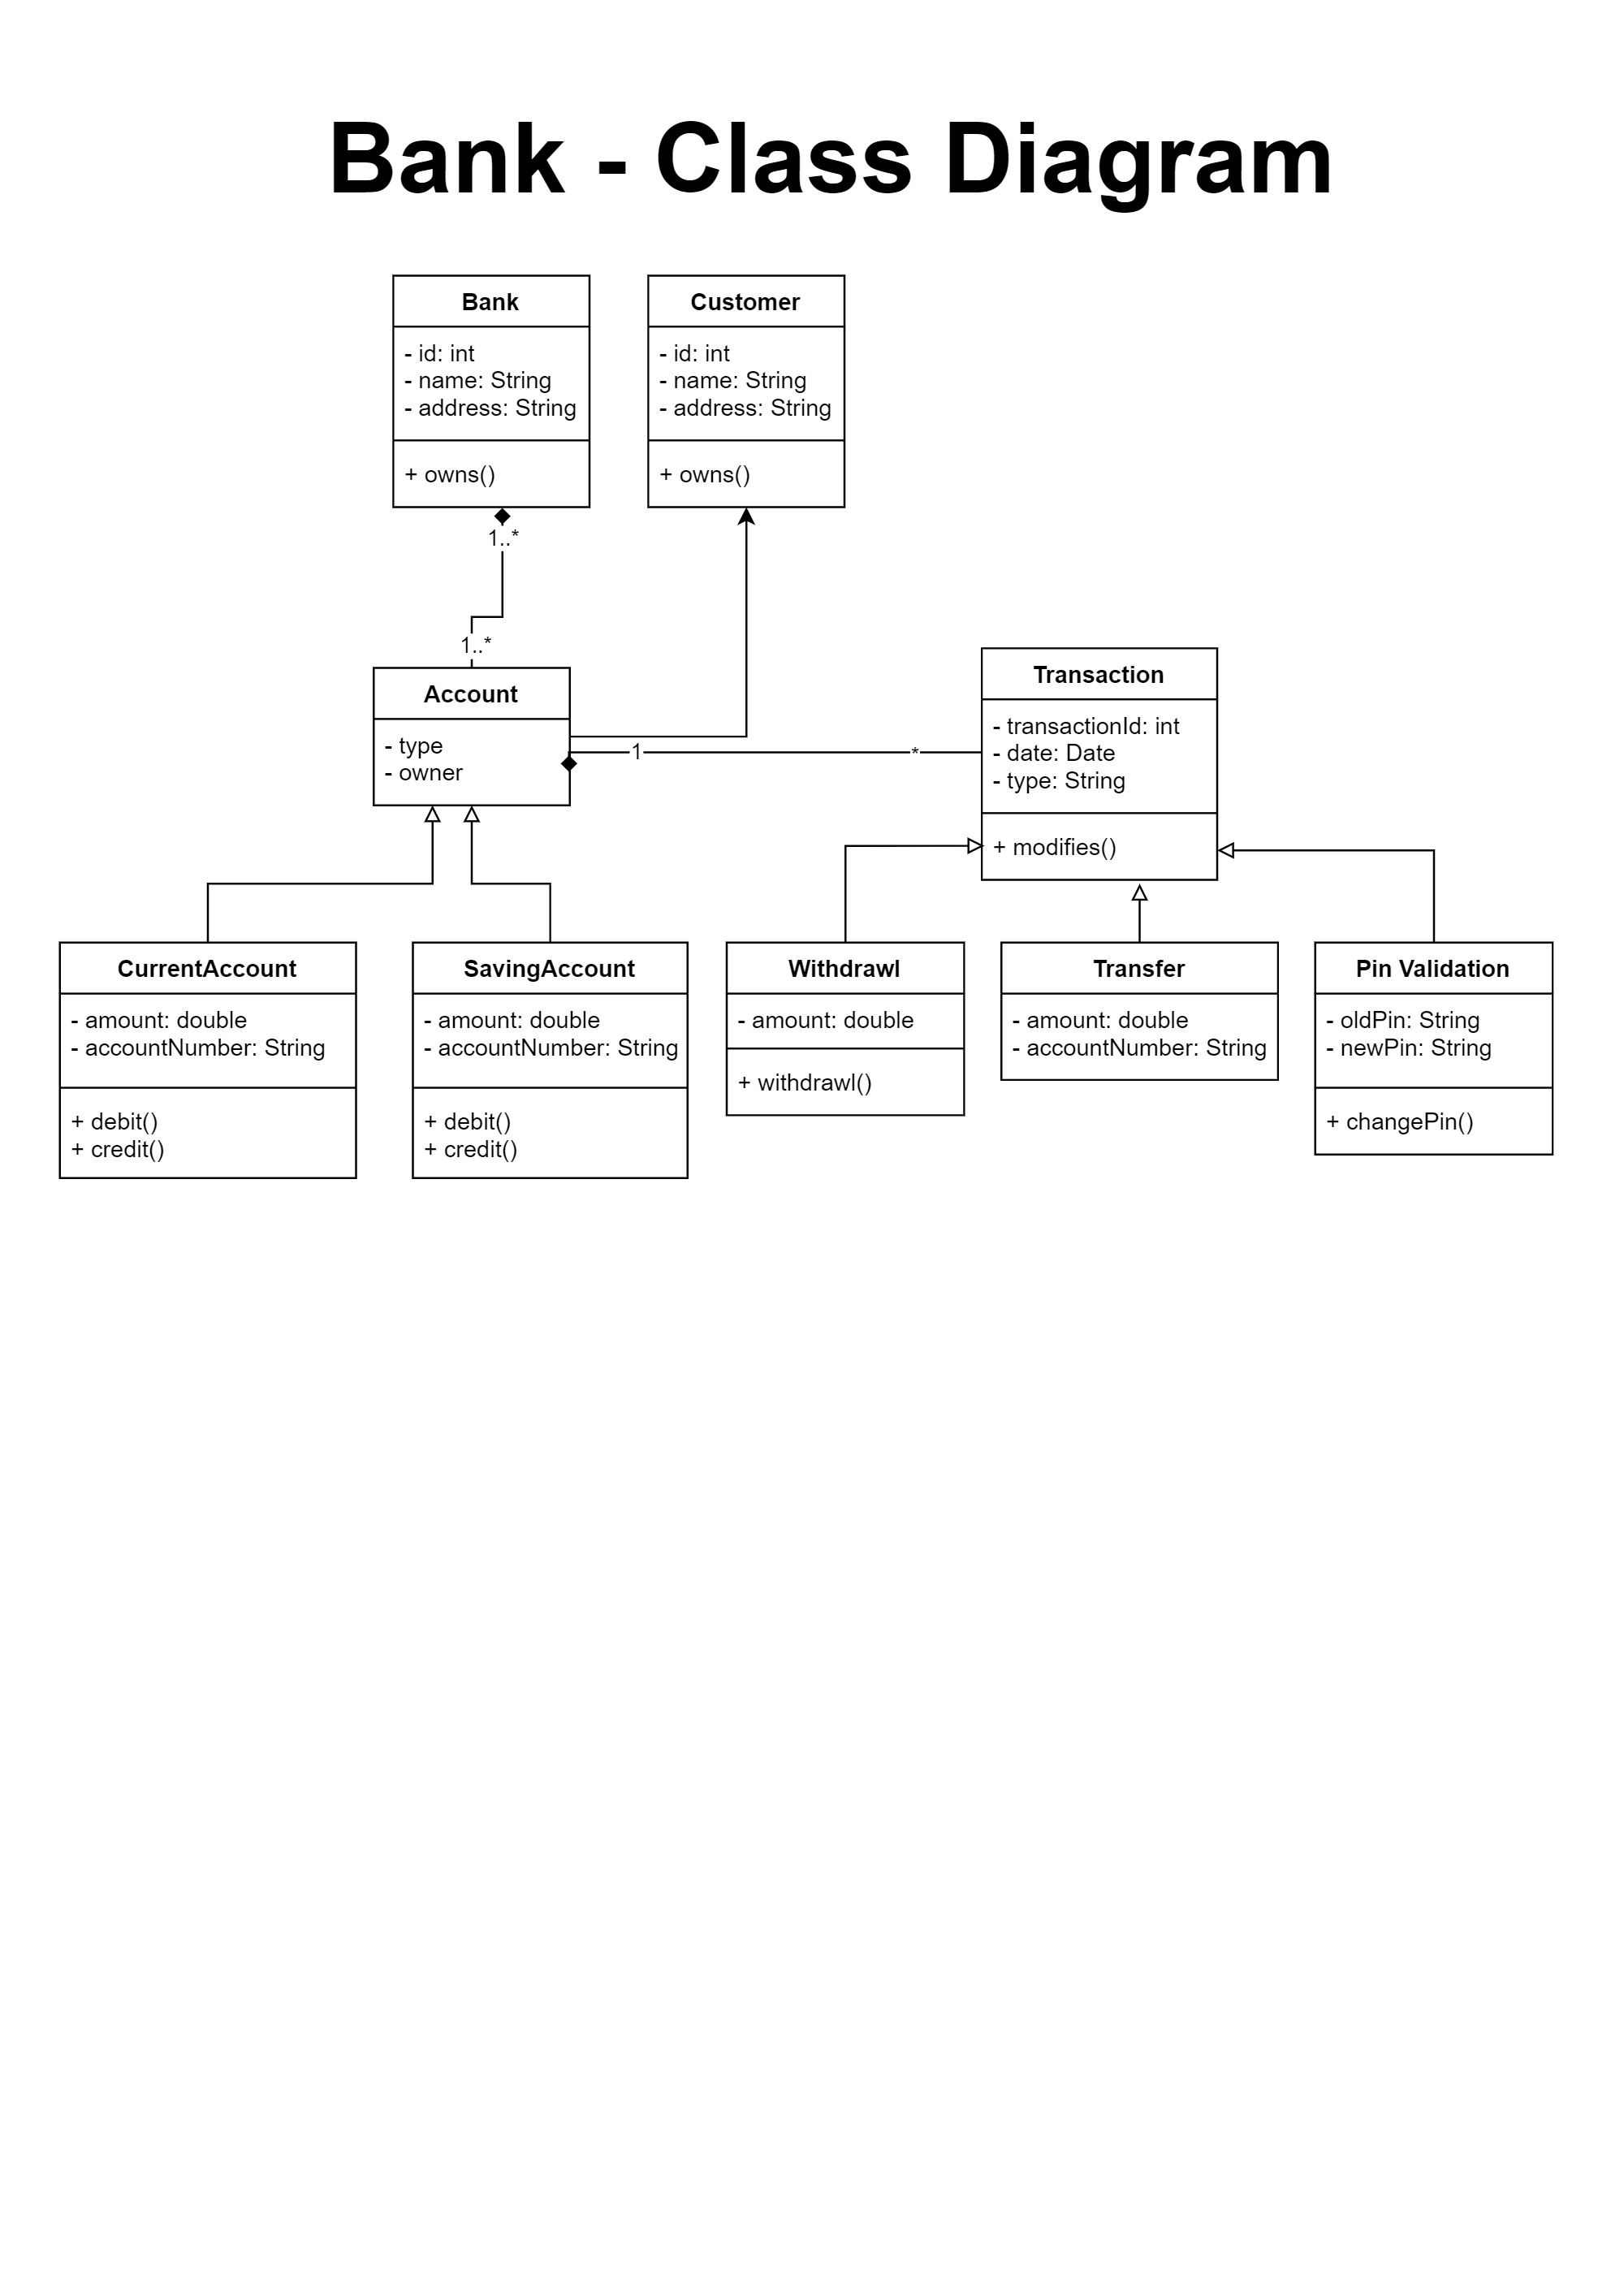 Bank - Class Diagram
Bank
- id: int
- name: String
- address: String
+ owns()
Customer
- id: int
- name: String
- address: String
+ owns()
1..*
1..*
Account
- type
- owner
1
*
Transaction
- transactionId: int
- date: Date
- type: String
+ modifies()
CurrentAccount
- amount: double
- accountNumber: String
+ debit()
+ credit()
SavingAccount
- amount: double
- accountNumber: String
+ debit()
+ credit()
Withdrawl
- amount: double
+ withdrawl()
Transfer
- amount: double
- accountNumber: String
Pin Validation
- oldPin: String
- newPin: String
+ changePin()